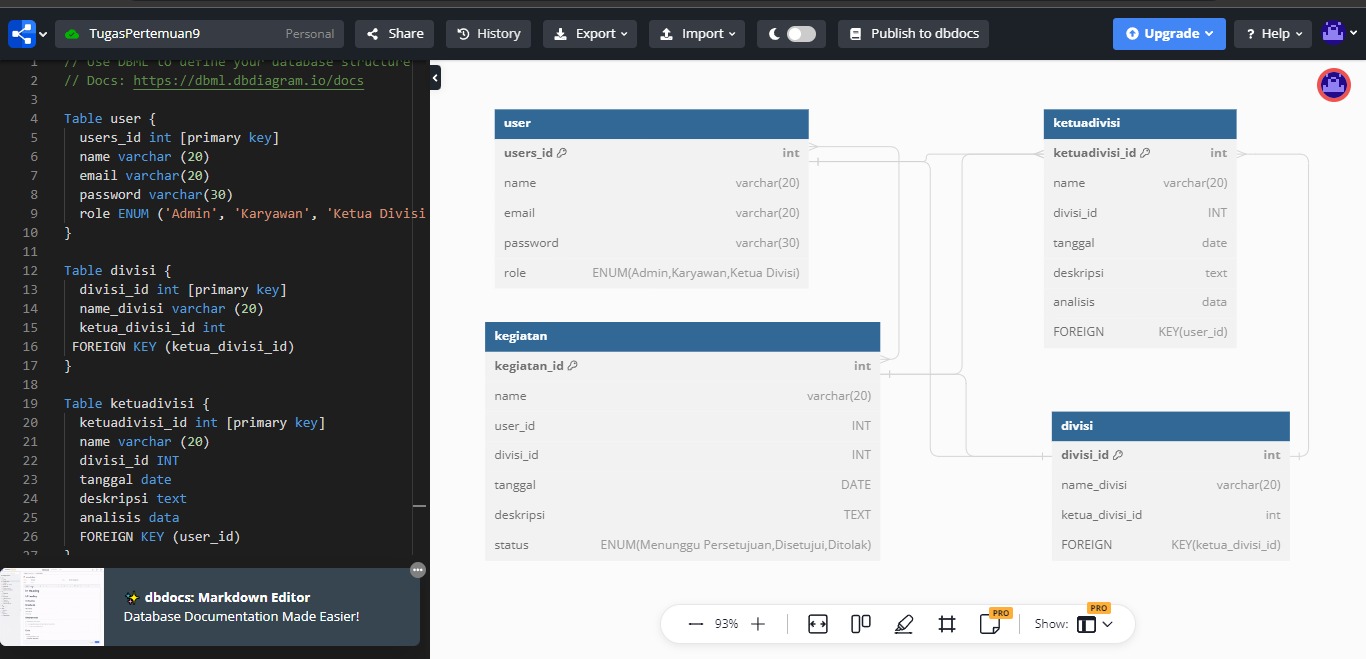 TugasPertemuan9
Personal
Share
History
Export
Import
Publish to dbdocs
Upgrade
? Help
1 // Use DBML to define your database structure
2 // Docs: https://dbml.dbdiagram.io/docs
3
4 Table user {
5 users_id int [primary key]
6 name varchar (20)
7 email varchar(20)
8 password varchar(30)
9 role ENUM ('Admin', 'Karyawan', 'Ketua Divisi
10 }
11
12 Table divisi {
13 divisi_id int [primary key]
14 name_divisi varchar (20)
15 ketua_divisi_id int
16 FOREIGN KEY (ketua_divisi_id)
17 }
18
19 Table ketuadivisi {
20 ketuadivisi_id int [primary key]
21 name varchar (20)
22 divisi_id INT
23 tanggal date
24 deskripsi text
25 analisis data
26 FOREIGN KEY (user_id)
27 }
✨ dbdocs: Markdown Editor
Database Documentation Made Easier!
user
users_id int
name varchar(20)
email varchar(20)
password varchar(30)
role ENUM(Admin,Karyawan,Ketua Divisi)
kegiatan
kegiatan_id int
name varchar(20)
user_id INT
divisi_id INT
tanggal DATE
deskripsi TEXT
status ENUM(Menunggu Persetujuan,Disetujui,Ditolak)
ketuadivisi
ketuadivisi_id int
name varchar(20)
divisi_id INT
tanggal date
deskripsi text
analisis data
FOREIGN KEY(user_id)
divisi
divisi_id int
name_divisi varchar(20)
ketua_divisi_id int
FOREIGN KEY(ketua_divisi_id)
93%
PRO
Show:
PRO